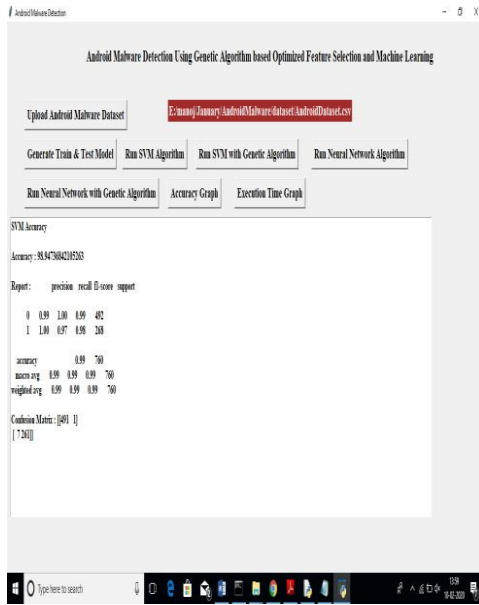 Android Malware Detection
Android Malware Detection Using Genetic Algorithm based Optimized Feature Selection and Machine Learning
Upload Android Malware Dataset
E:/manoj/January/AndroidMalware/dataset/AndroidDataset.csv
Generate Train & Test Model Run SVM Algorithm Run SVM with Genetic Algorithm Run Neural Network Algorithm
Run Neural Network with Genetic Algorithm Accuracy Graph Execution Time Graph
SVM Accuracy
Accuracy : 98.94736842105263
Report : precision recall f1-score support
0 0.99 1.00 0.99 492
1 1.00 0.97 0.98 268
accuracy 0.99 760
macro avg 0.99 0.99 0.99 760
weighted avg 0.99 0.99 0.99 760
Confusion Matrix : [[491 1]
[ 7 261]]
Type here to search
13:59
10-02-2020